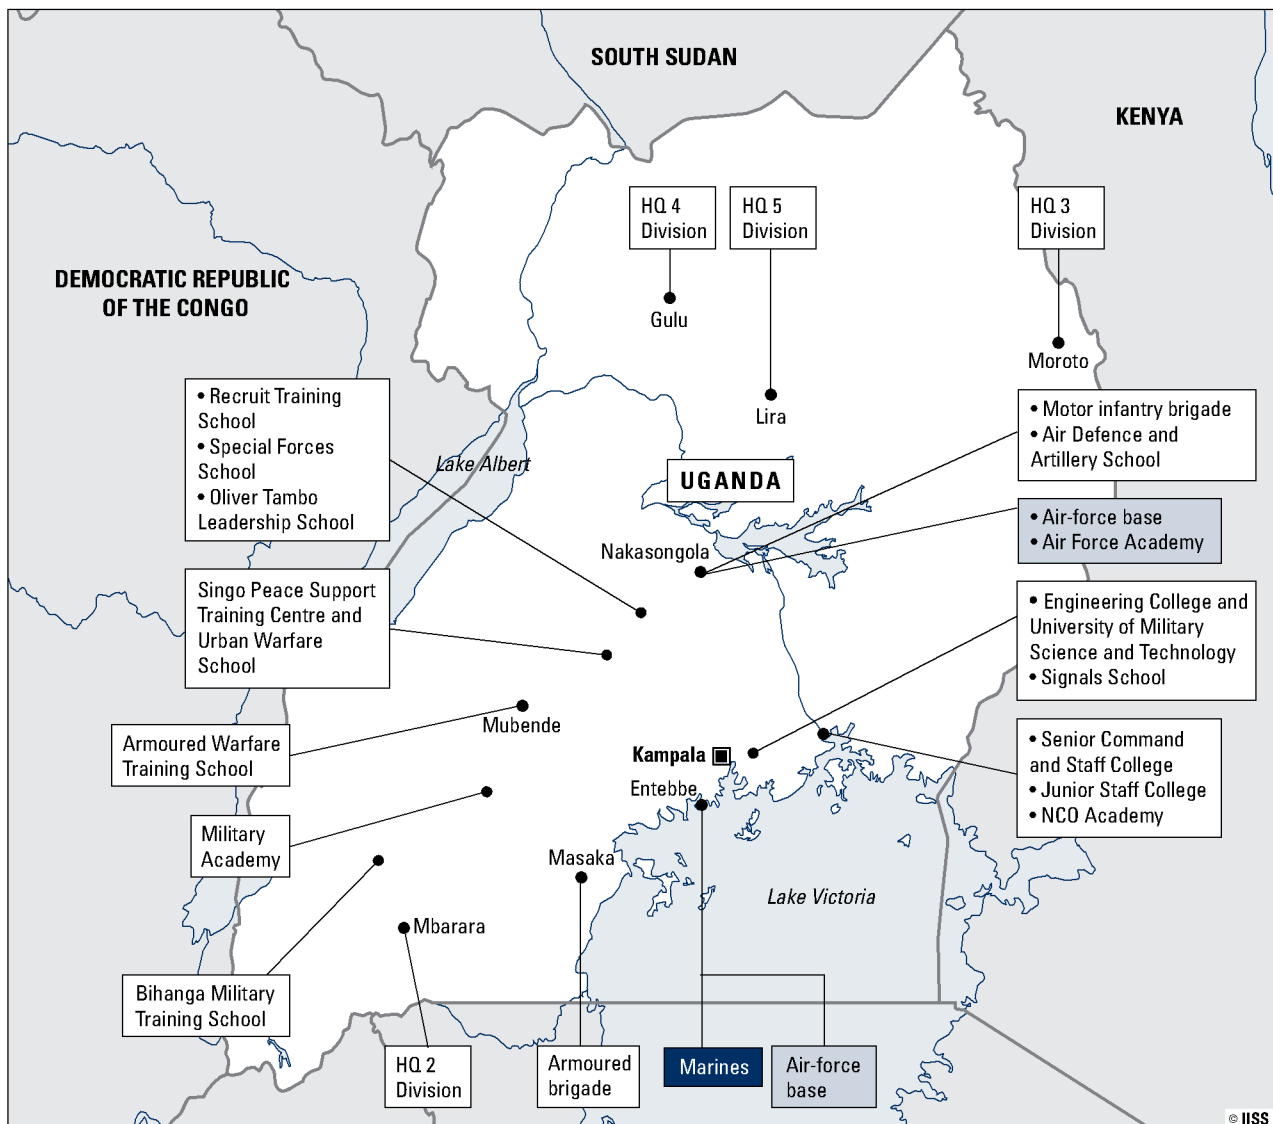 SOUTH SUDAN
KENYA
DEMOCRATIC REPUBLIC
OF THE CONGO
HQ 4
Division
HQ 5
Division
HQ 3
Division
Gulu
Moroto
Lira
• Recruit Training
School
• Special Forces
School
• Oliver Tambo
Leadership School
Lake Albert
UGANDA
• Motor infantry brigade
• Air Defence and
Artillery School
• Air-force base
• Air Force Academy
Nakasongola
Singo Peace Support
Training Centre and
Urban Warfare
School
• Engineering College and
University of Military
Science and Technology
• Signals School
Mubende
Armoured Warfare
Training School
Kampala
Entebbe
• Senior Command
and Staff College
• Junior Staff College
• NCO Academy
Military
Academy
Masaka
Lake Victoria
Mbarara
Bihanga Military
Training School
HQ 2
Division
Armoured
brigade
Marines
Air-force
base
© IISS